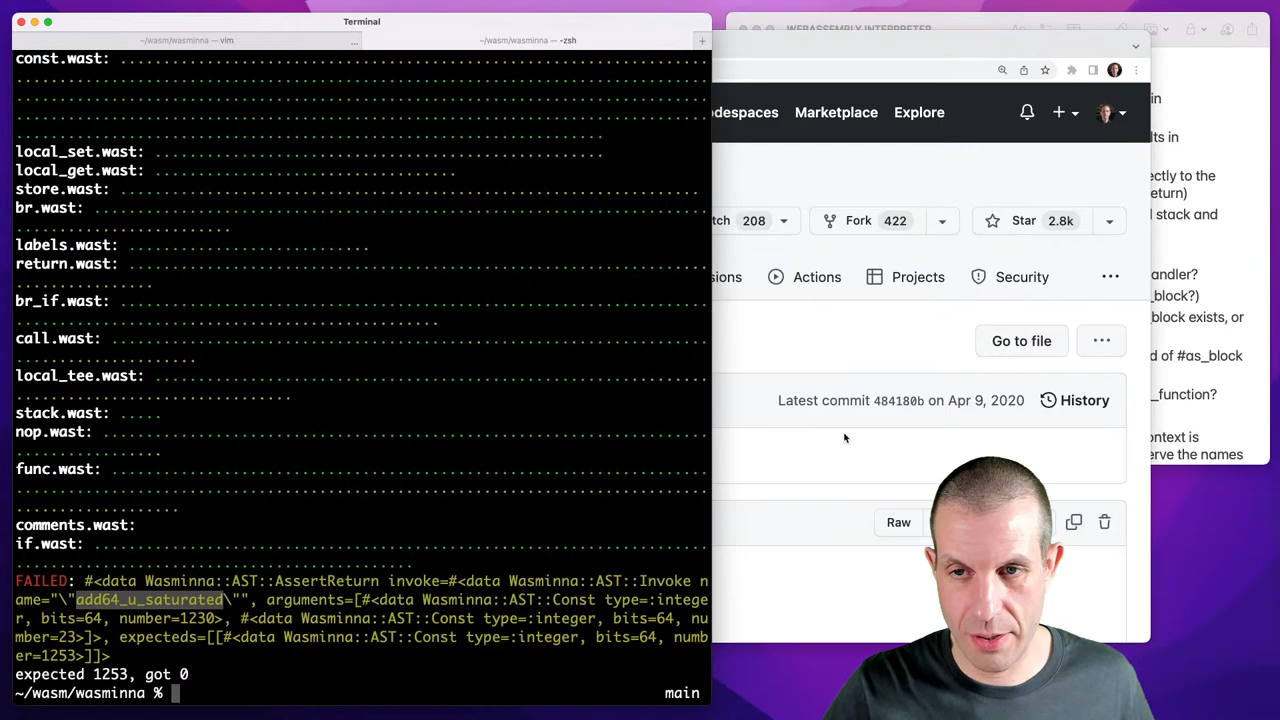 Terminal
~/wasm/wasminna — vim
...
~/wasm/wasminna — -zsh
+
const.wast: ............................................................
local_set.wast: ............................................................
local_get.wast: ........................................
store.wast: ..............................................................
br.wast: ......................................................................
labels.wast: ..........................
return.wast: ..................................................................
br_if.wast: ....................................................................
call.wast: .....................................................................
local_tee.wast: ..............................................................
stack.wast: .....
nop.wast: .....................................................................
func.wast: ....................................................................
comments.wast:
if.wast: ......................................................................
FAILED: #<data Wasminna::AST::AssertReturn invoke=#<data Wasminna::AST::Invoke n
ame="\"add64_u_saturated\"", arguments=[#<data Wasminna::AST::Const type=:intege
r, bits=64, number=1230>, #<data Wasminna::AST::Const type=:integer, bits=64, nu
mber=23>]>, expecteds=[[#<data Wasminna::AST::Const type=:integer, bits=64, numb
er=1253>]]>
expected 1253, got 0
~/wasm/wasminna % main
WEBASSEMBLY INTERPRETER
odespaces Marketplace Explore
tch 208 Fork 422 Star 2.8k
sions Actions Projects Security ...
Go to file ...
Latest commit 484180b on Apr 9, 2020 History
Raw
in
lts in
ectly to the
eturn)
d stack and
andler?
_block?)
block exists, or
d of #as_block
_function?
ontext is
erve the names